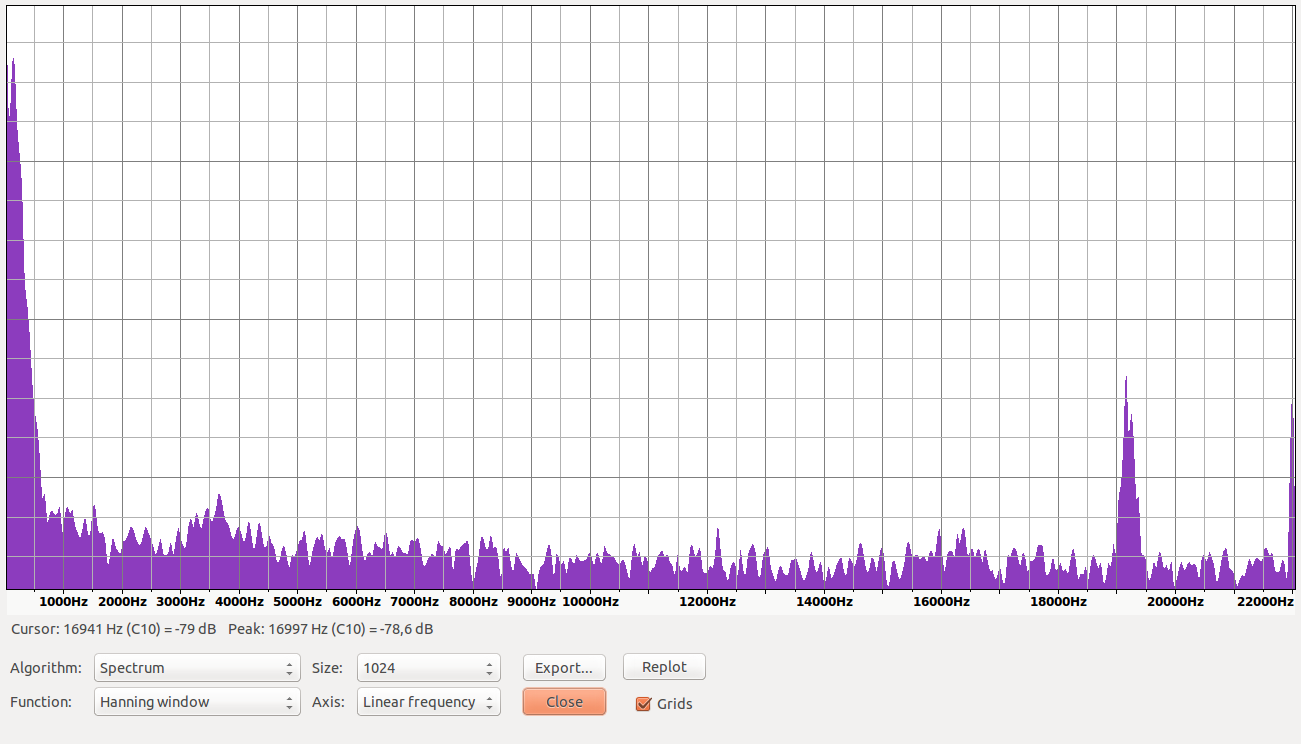 1000Hz 2000Hz 3000Hz 4000Hz 5000Hz 6000Hz 7000Hz 8000Hz 9000Hz 10000Hz 12000Hz 14000Hz 16000Hz 18000Hz 20000Hz 22000Hz
Cursor: 16941 Hz (C10) = -79 dB Peak: 16997 Hz (C10) = -78,6 dB
Algorithm: Spectrum Size: 1024 Export... Replot
Function: Hanning window Axis: Linear frequency Close Grids